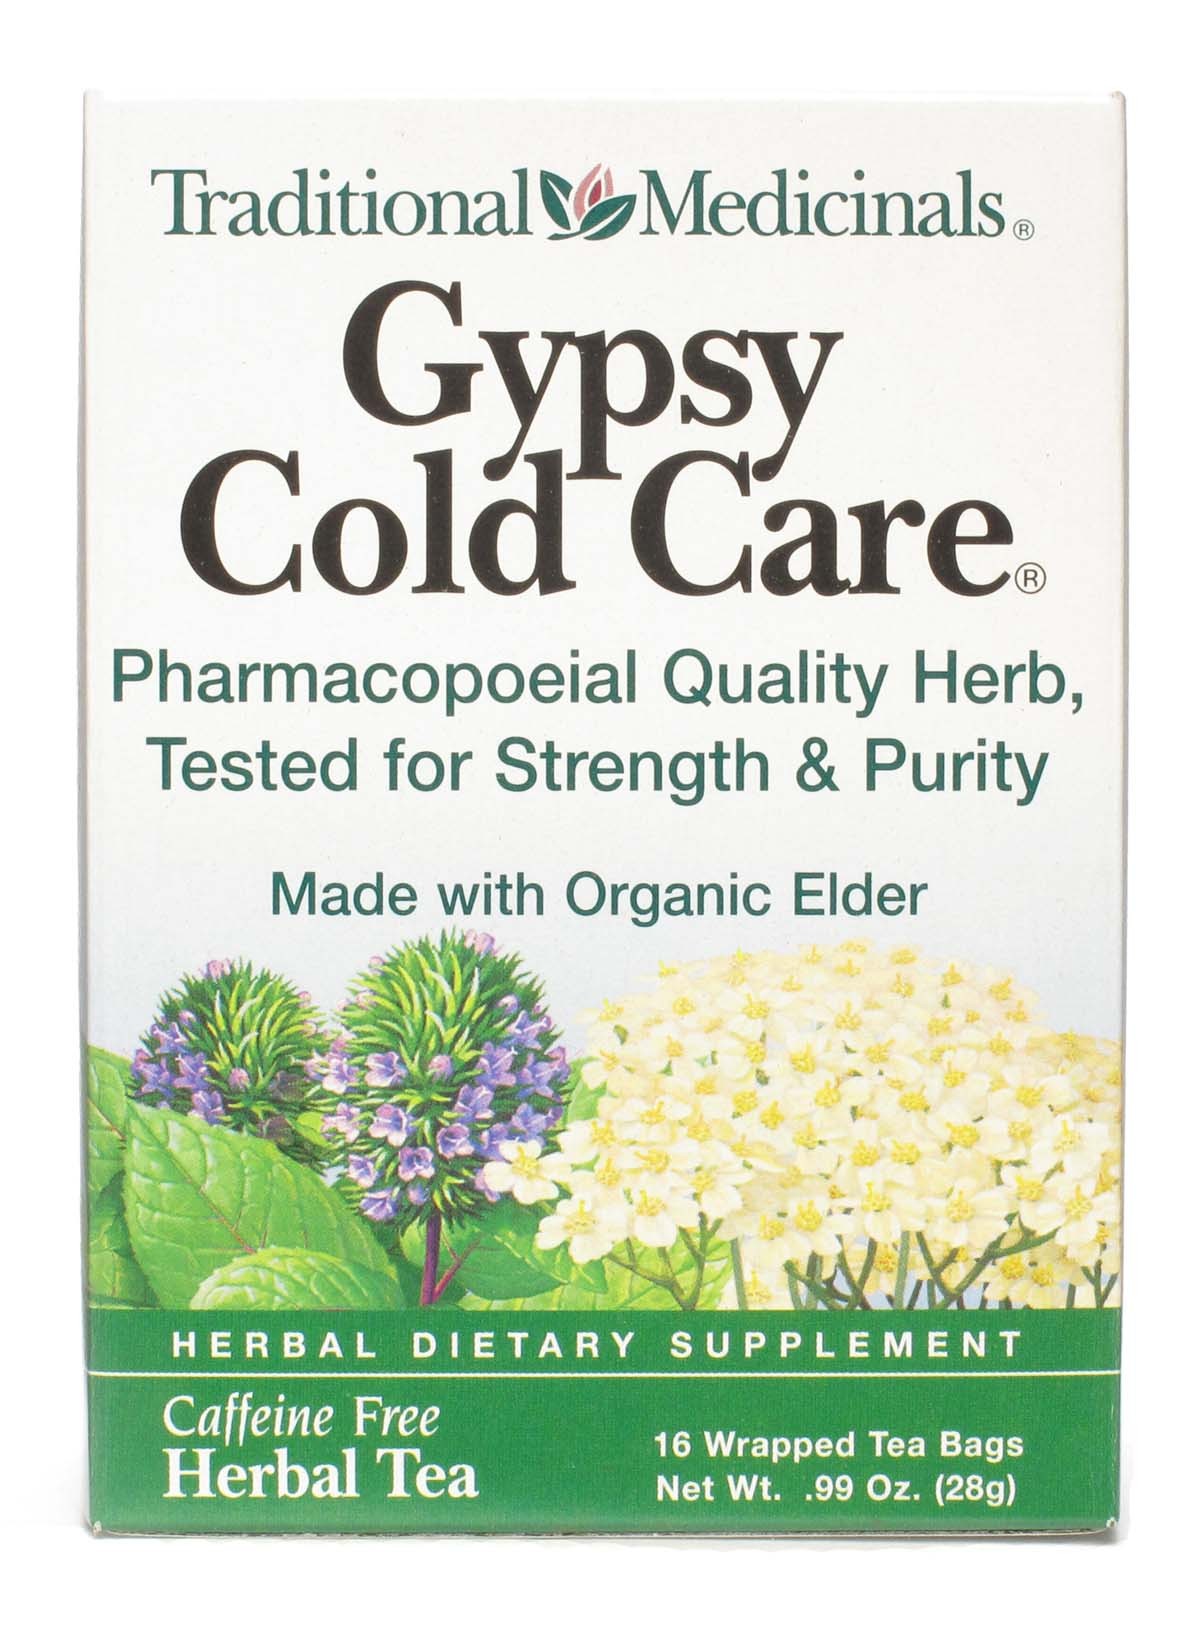 Traditional Medicinals®
Gypsy
Cold Care®
Pharmacopoeial Quality Herb,
Tested for Strength & Purity
Made with Organic Elder
HERBAL DIETARY SUPPLEMENT
Caffeine Free
Herbal Tea
16 Wrapped Tea Bags
Net Wt. .99 Oz. (28g)